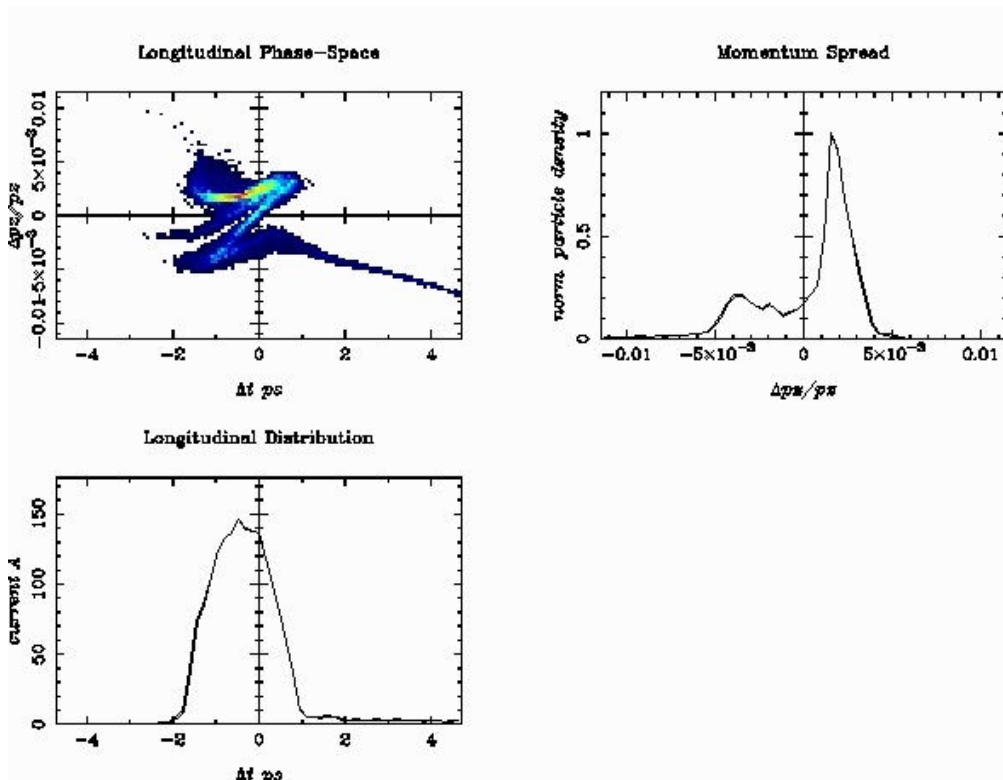 Longitudinal Phase-Space
Δpz/pz
-0.01 -5×10⁻³ 0 5×10⁻³ 0.01
-4 -2 0 2 4
Δt ps
Momentum Spread
norm particle density
0 0.5 1
-0.01 -5×10⁻³ 0 5×10⁻³ 0.01
Δpz/pz
Longitudinal Distribution
current A
0 50 100 150
-4 -2 0 2 4
Δt ps